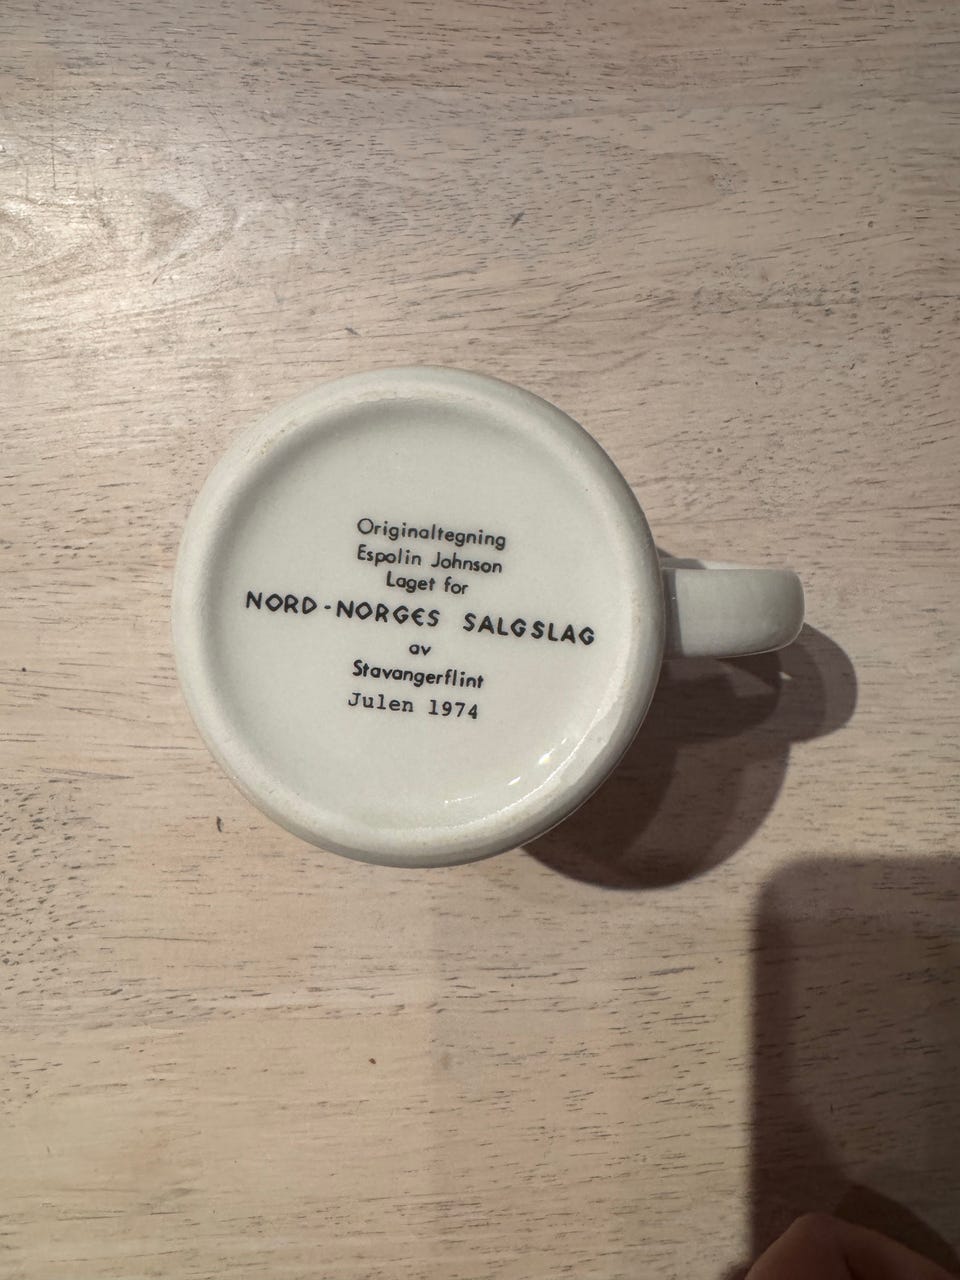 Originaltegning
Espolin Johnson
Laget for
NORD-NORGES SALGSLAG
av
Stavangerflint
Julen 1974